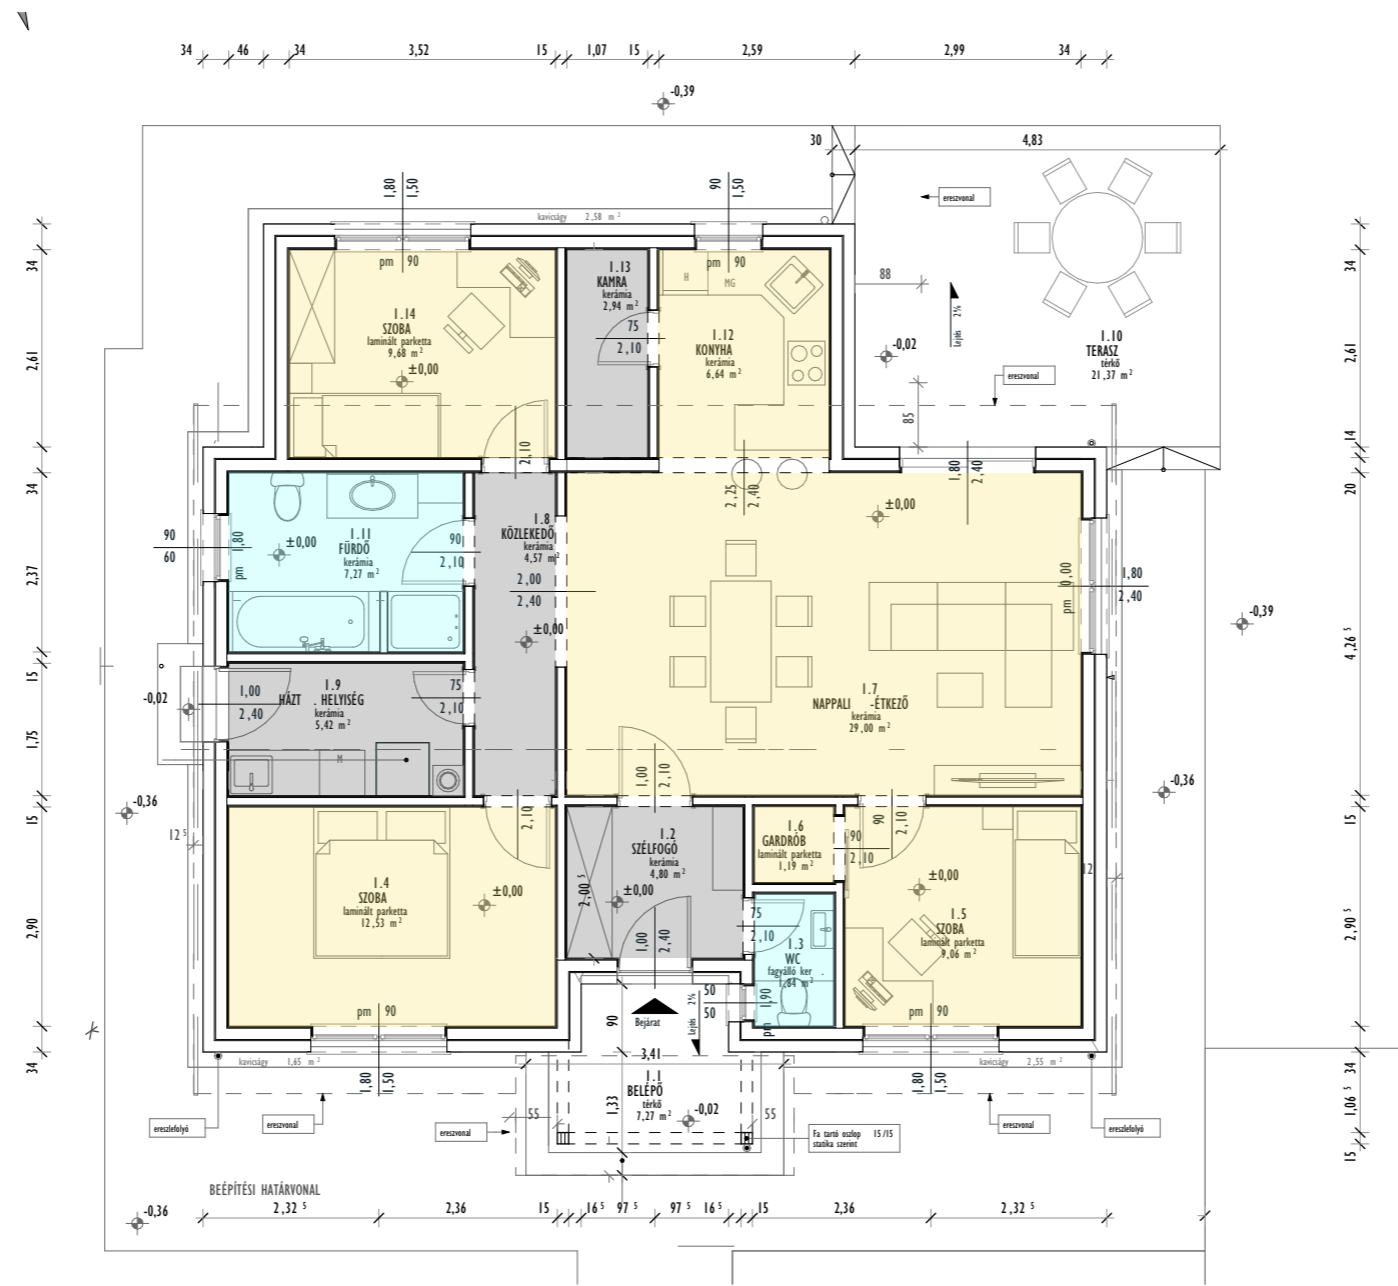 34 46 34 3,52 15 1,07 15 2,59 2,99 34
-0,39
30 4,83
1,80 1,50
90 1,50
ereszvonal
kavicságy 2,58 m²
34
34
pm 90
pm 90
H MG
88
1.13
KAMRA
kerámia
2,94 m²
1.14
SZOBA
laminált parketta
9,68 m²
±0,00
75
2,10
1.12
KONYHA
kerámia
6,64 m²
Lejtés 2%
-0,02
1.10
TERASZ
térkő
21,37 m²
ereszvonal
2,61
2,61
85
14
2,10
1,80 2,40
34
20
2,25 2,40
±0,00
1.8
KÖZLEKEDŐ
kerámia
4,57 m²
1.11
FÜRDŐ
kerámia
7,27 m²
±0,00
90
60
pm 1,80
90
2,10
2,00
2,40
±0,00
2,37
pm 0,00
1,80
2,40
-0,39
4,26⁵
15
-0,02
1,00
2,40
1.9
HÁZT . HELYISÉG
kerámia
5,42 m²
75
2,10
1.7
NAPPALI -ÉTKEZŐ
kerámia
29,00 m²
1,75
M
1,00 2,10
-0,36
-0,36
15
15
12⁵
2,10
90 2,10
1.2
SZÉLFOGÓ
kerámia
4,80 m²
±0,00
2,00⁵
1.6
GARDRÓB
laminált parketta
1,19 m²
90
2,10
±0,00
12
1.4
SZOBA
laminált parketta
12,53 m²
±0,00
2,90
2,90⁵
1,00 2,40
75
2,10
1.3
WC
fagyálló ker .
1,84 m²
1.5
SZOBA
laminált parketta
9,06 m²
pm 90
90
Bejárat
Lejtés 2%
50
50
pm 1,90
pm 90
34
34
kavicságy 1,65 m²
3,41
kavicságy 2,55 m²
1,80 1,50
1.1
BELÉPŐ
térkő
7,27 m²
-0,02
1,33
1,80 1,50
1,06⁵
55
55
ereszlefolyó
ereszvonal
ereszvonal
Fa tartó oszlop 15/15
statika szerint
ereszvonal
ereszlefolyó
15
BEÉPÍTÉSI HATÁRVONAL
-0,36
2,32⁵ 2,36 15 16⁵ 97⁵ 97⁵ 16⁵ 15 2,36 2,32⁵